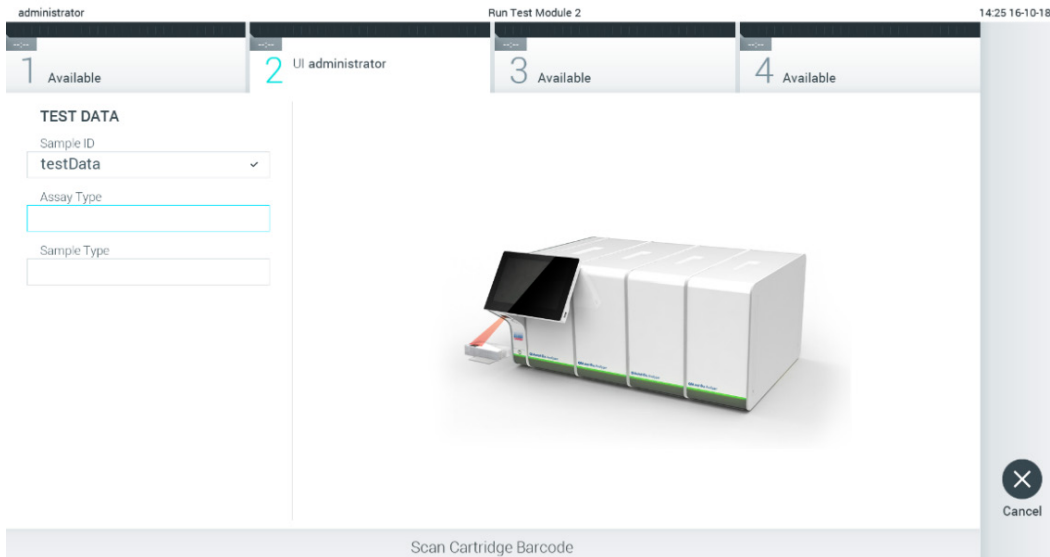 administrator Run Test Module 2 14:25 16-10-18
--:-- --:-- --:-- --:--
1 Available 2 UI administrator 3 Available 4 Available
TEST DATA
Sample ID
testData
Assay Type
Sample Type
Cancel
Scan Cartridge Barcode